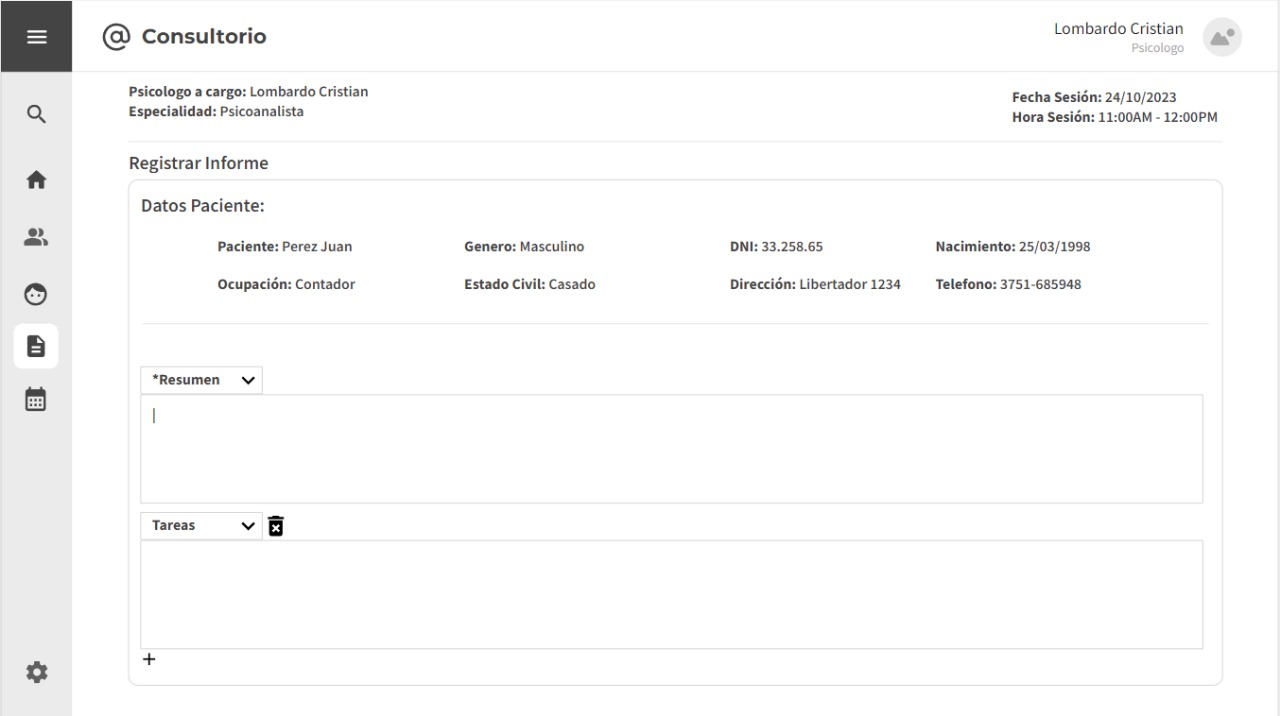 @ Consultorio
Lombardo Cristian
Psicologo
Psicologo a cargo: Lombardo Cristian
Especialidad: Psicoanalista
Fecha Sesión: 24/10/2023
Hora Sesión: 11:00AM - 12:00PM
Registrar Informe
Datos Paciente:
Paciente: Perez Juan Genero: Masculino DNI: 33.258.65 Nacimiento: 25/03/1998
Ocupación: Contador Estado Civil: Casado Dirección: Libertador 1234 Telefono: 3751-685948
*Resumen
Tareas
+